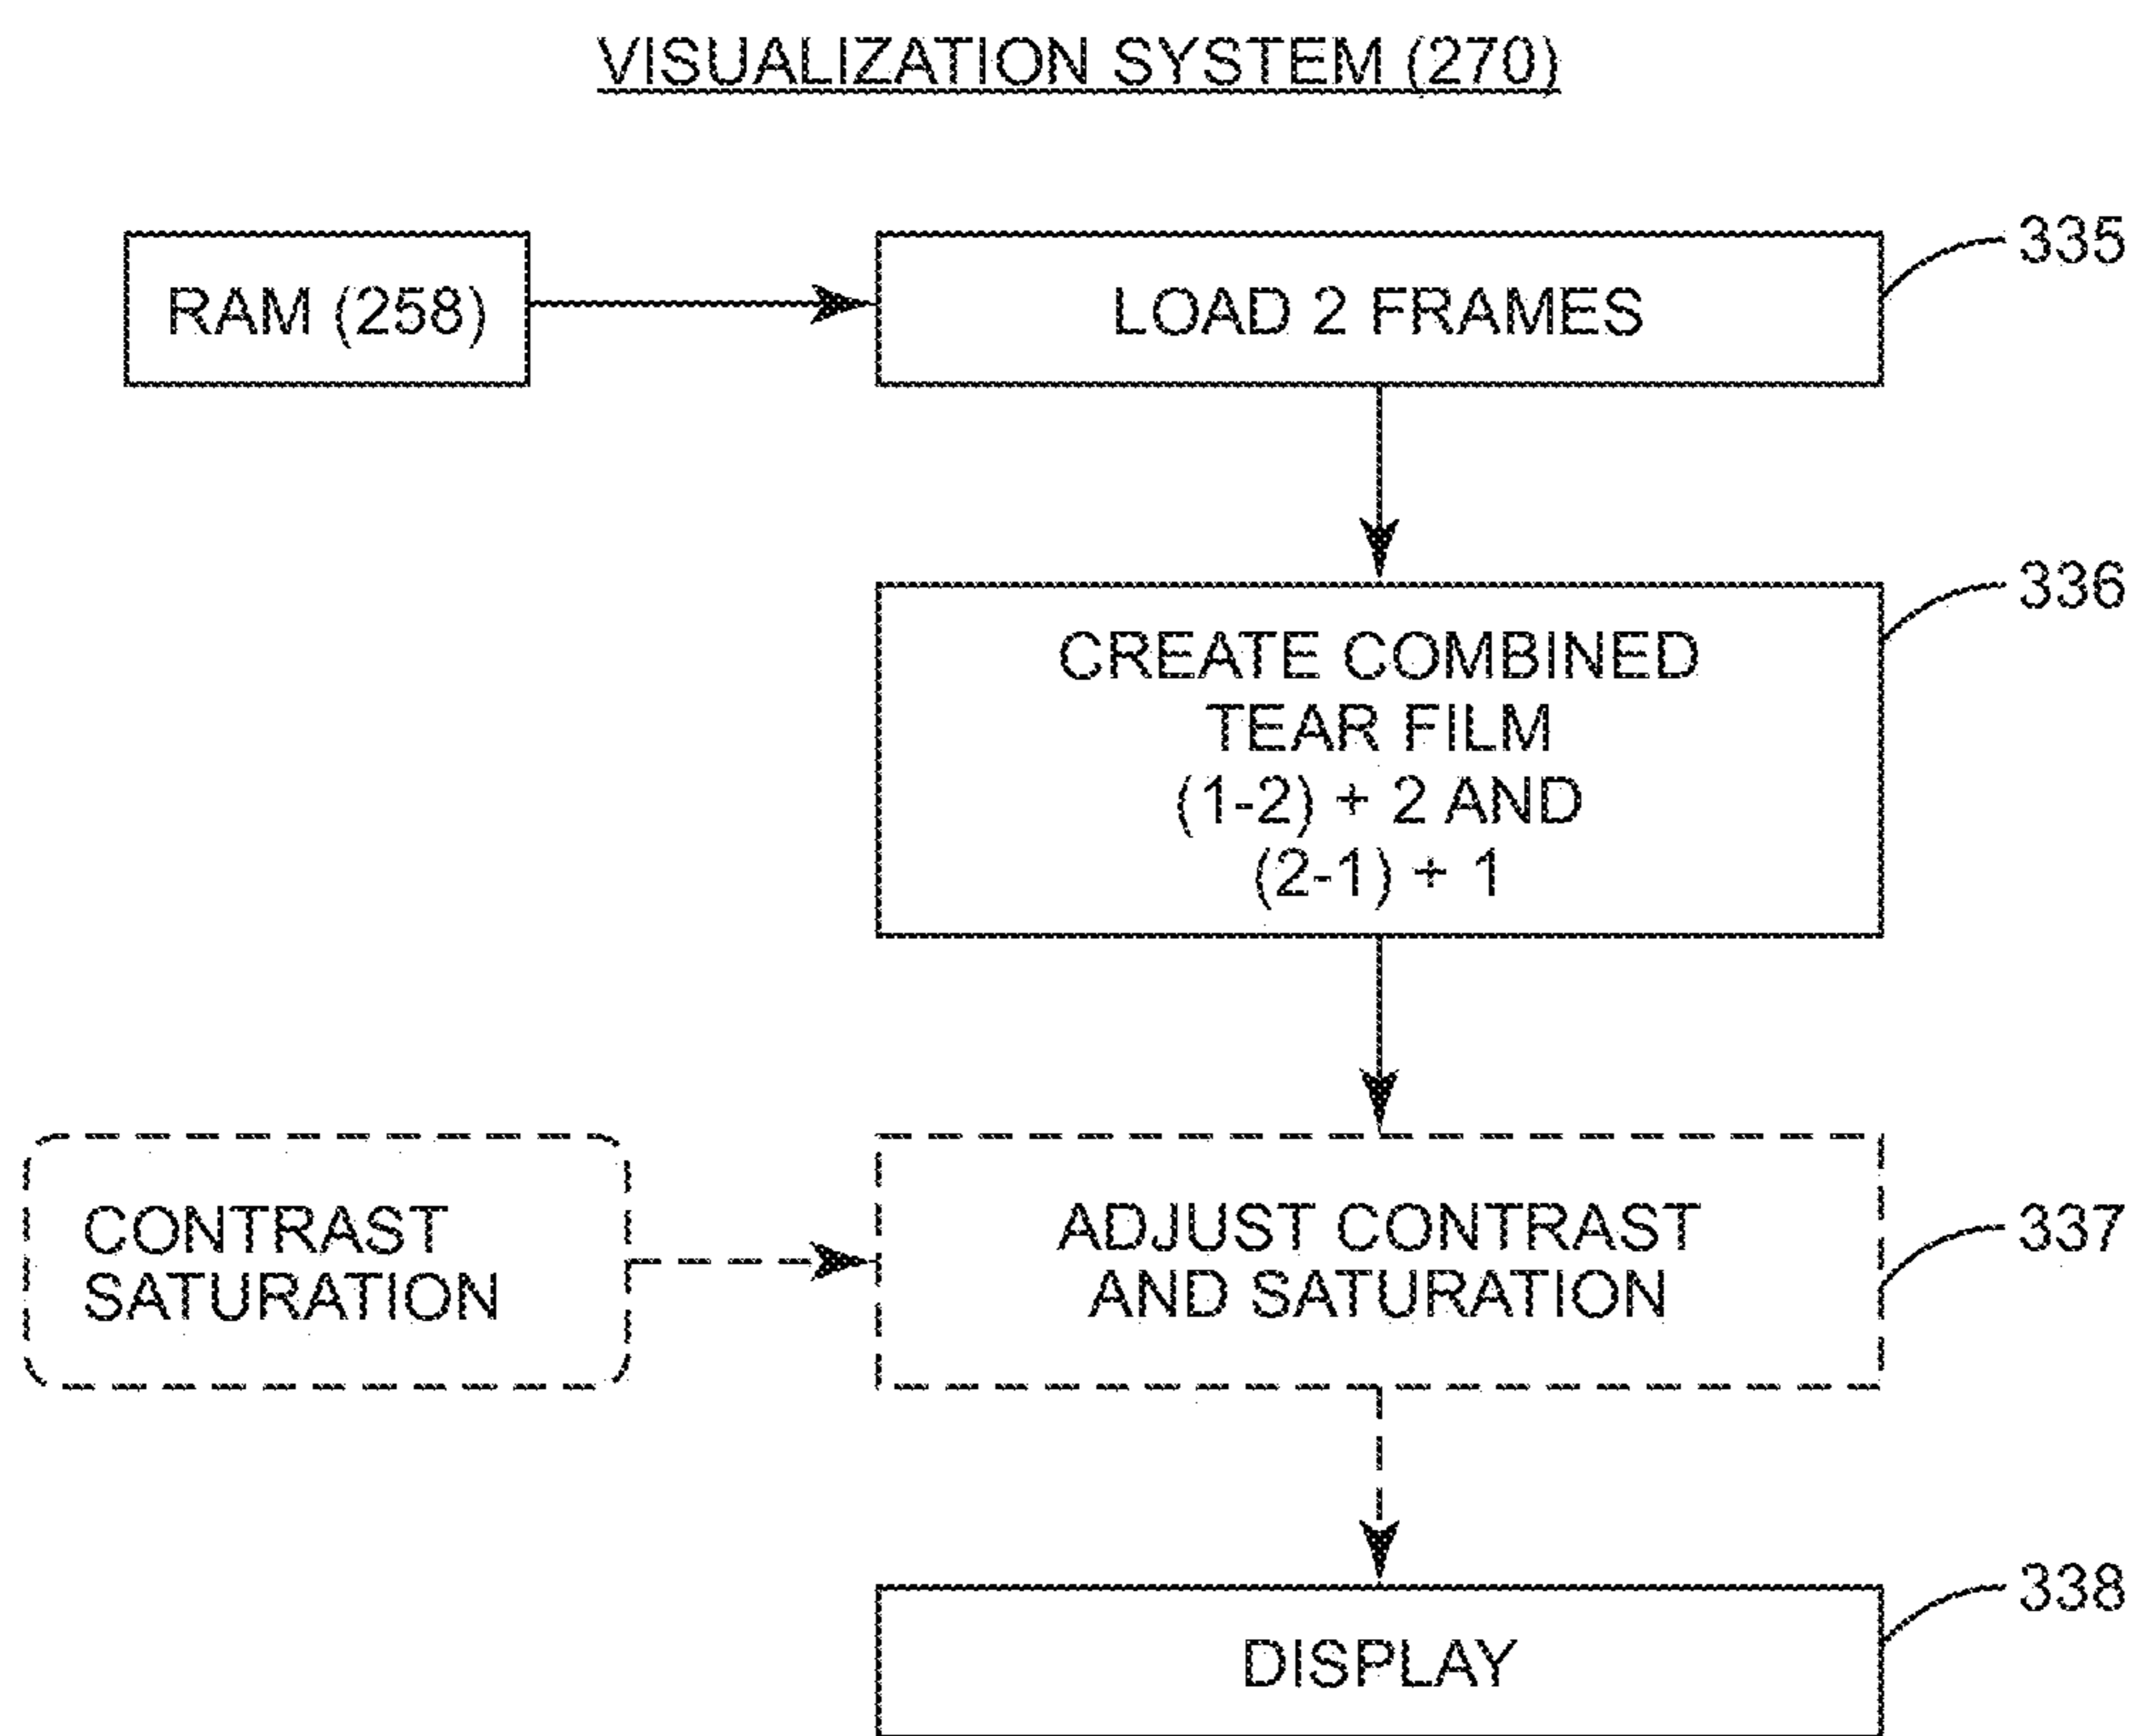 VISUALIZATION SYSTEM (270)
RAM (258)
LOAD 2 FRAMES
335
CREATE COMBINED
TEAR FILM
(1-2) + 2 AND
(2-1) + 1
336
CONTRAST
SATURATION
ADJUST CONTRAST
AND SATURATION
337
DISPLAY
338